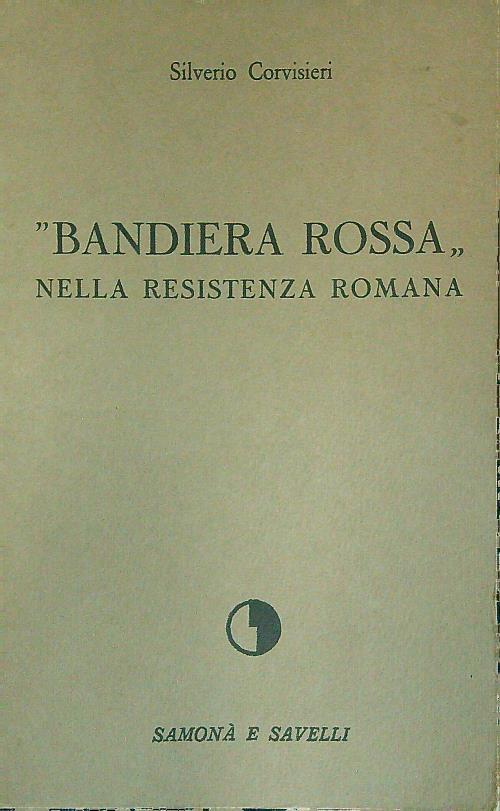 Silverio Corvisieri
”BANDIERA ROSSA„
NELLA RESISTENZA ROMANA
SAMONÀ E SAVELLI